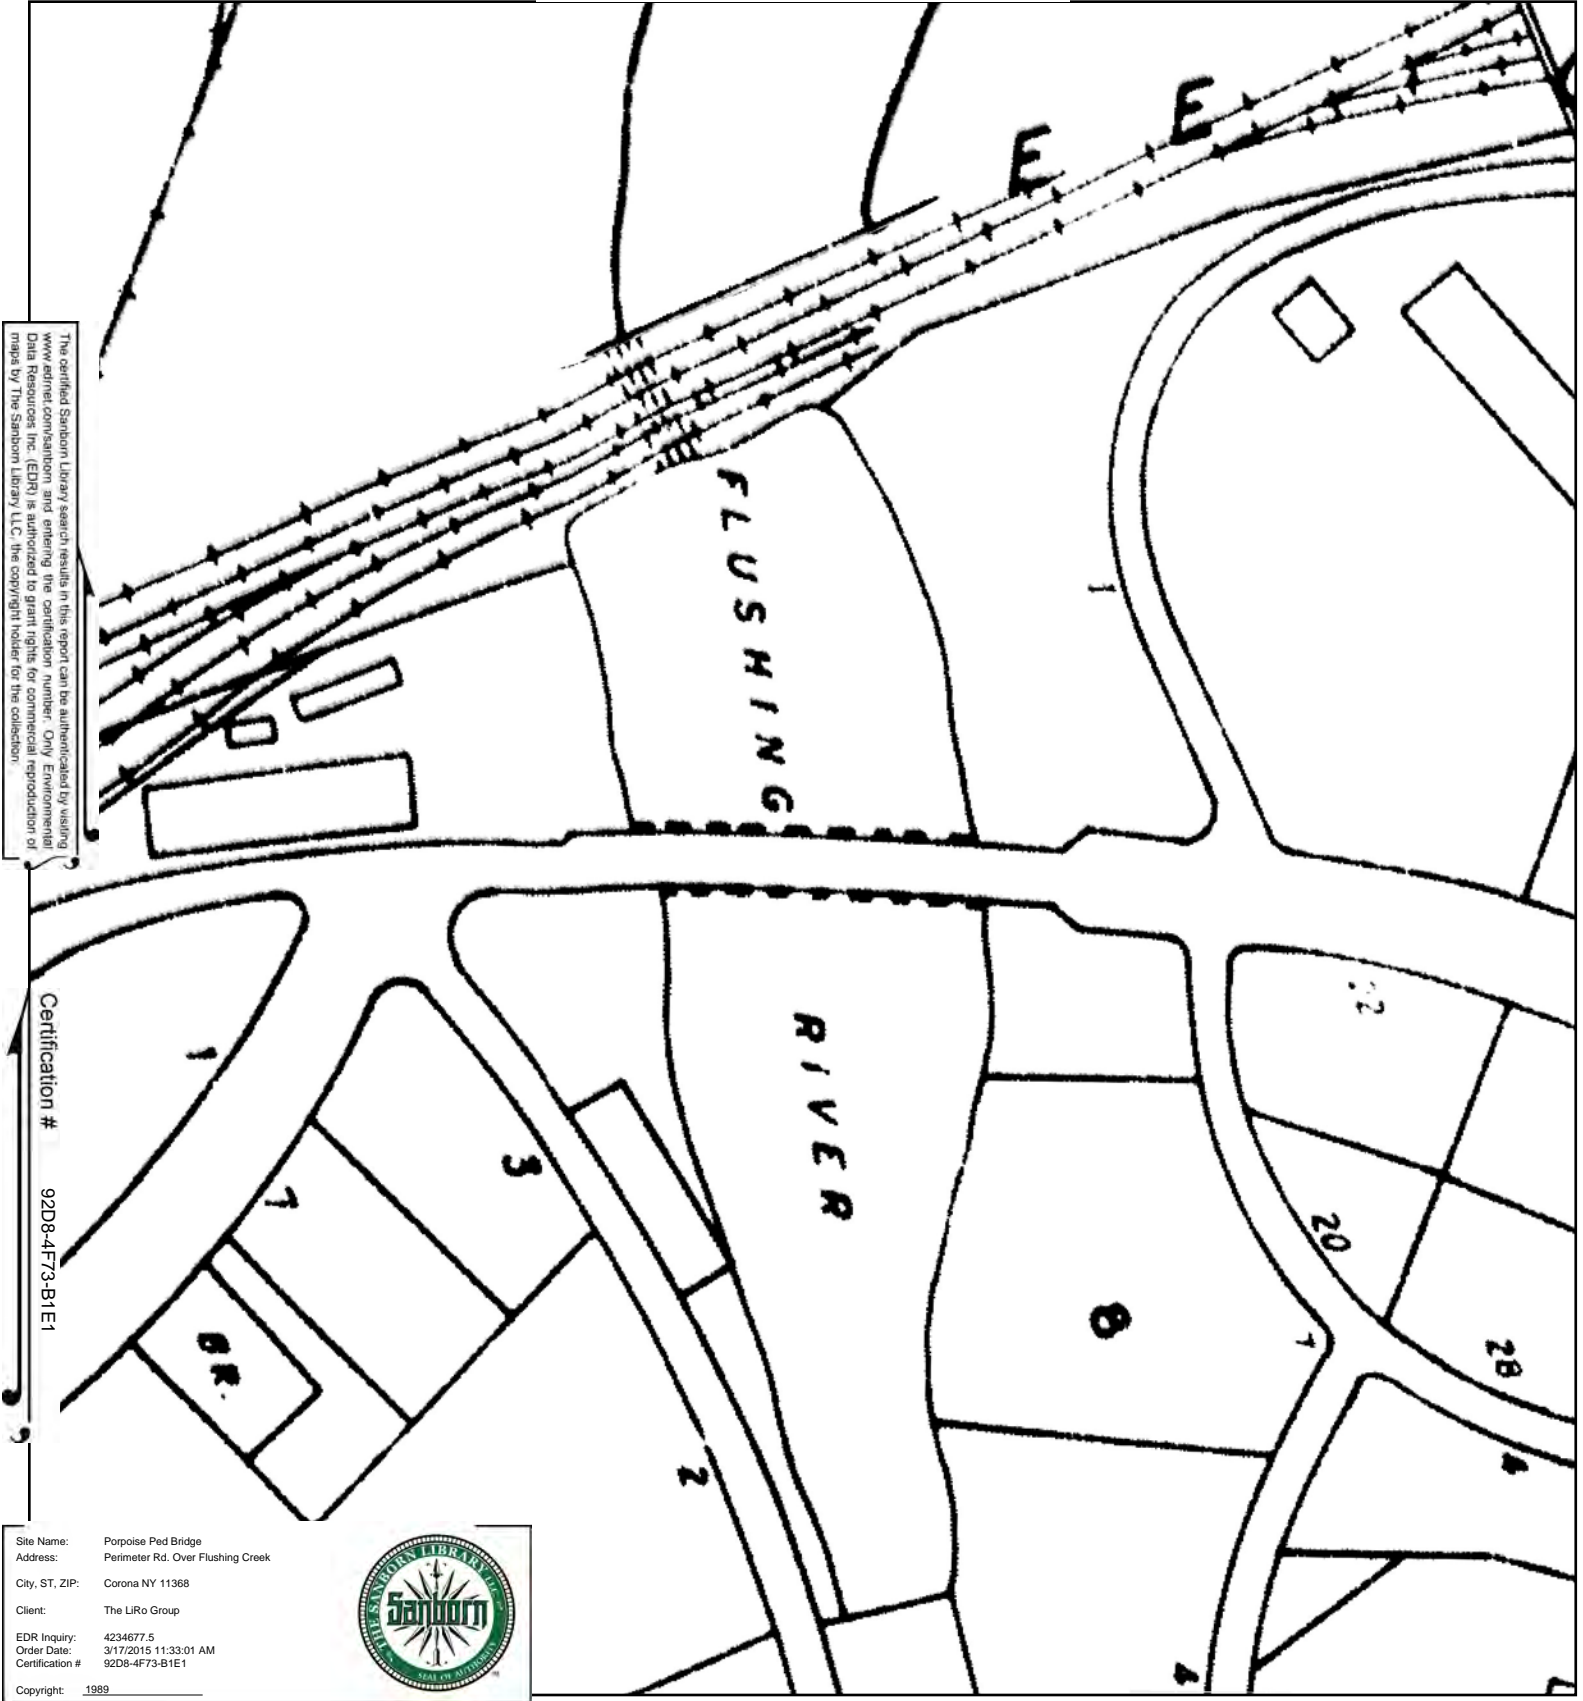 E
E
FLUSHING
RIVER
1
22
1
3
7
20
8
7
28
BR.
2
4
4
The certified Sanborn Library search results in this report can be authenticated by visiting
www.edrnet.com/sanborn and entering the certification number. Only Environmental
Data Resources Inc. (EDR) is authorized to grant rights for commercial reproduction of
maps by The Sanborn Library LLC, the copyright holder for the collection.
Certification # 92D8-4F73-B1E1
Site Name: Porpoise Ped Bridge
Address: Perimeter Rd. Over Flushing Creek
City, ST, ZIP: Corona NY 11368
Client: The LiRo Group
EDR Inquiry: 4234677.5
Order Date: 3/17/2015 11:33:01 AM
Certification # 92D8-4F73-B1E1
Copyright: 1989
THE SANBORN LIBRARY LLC
Sanborn
SEAL OF AUTHORITY